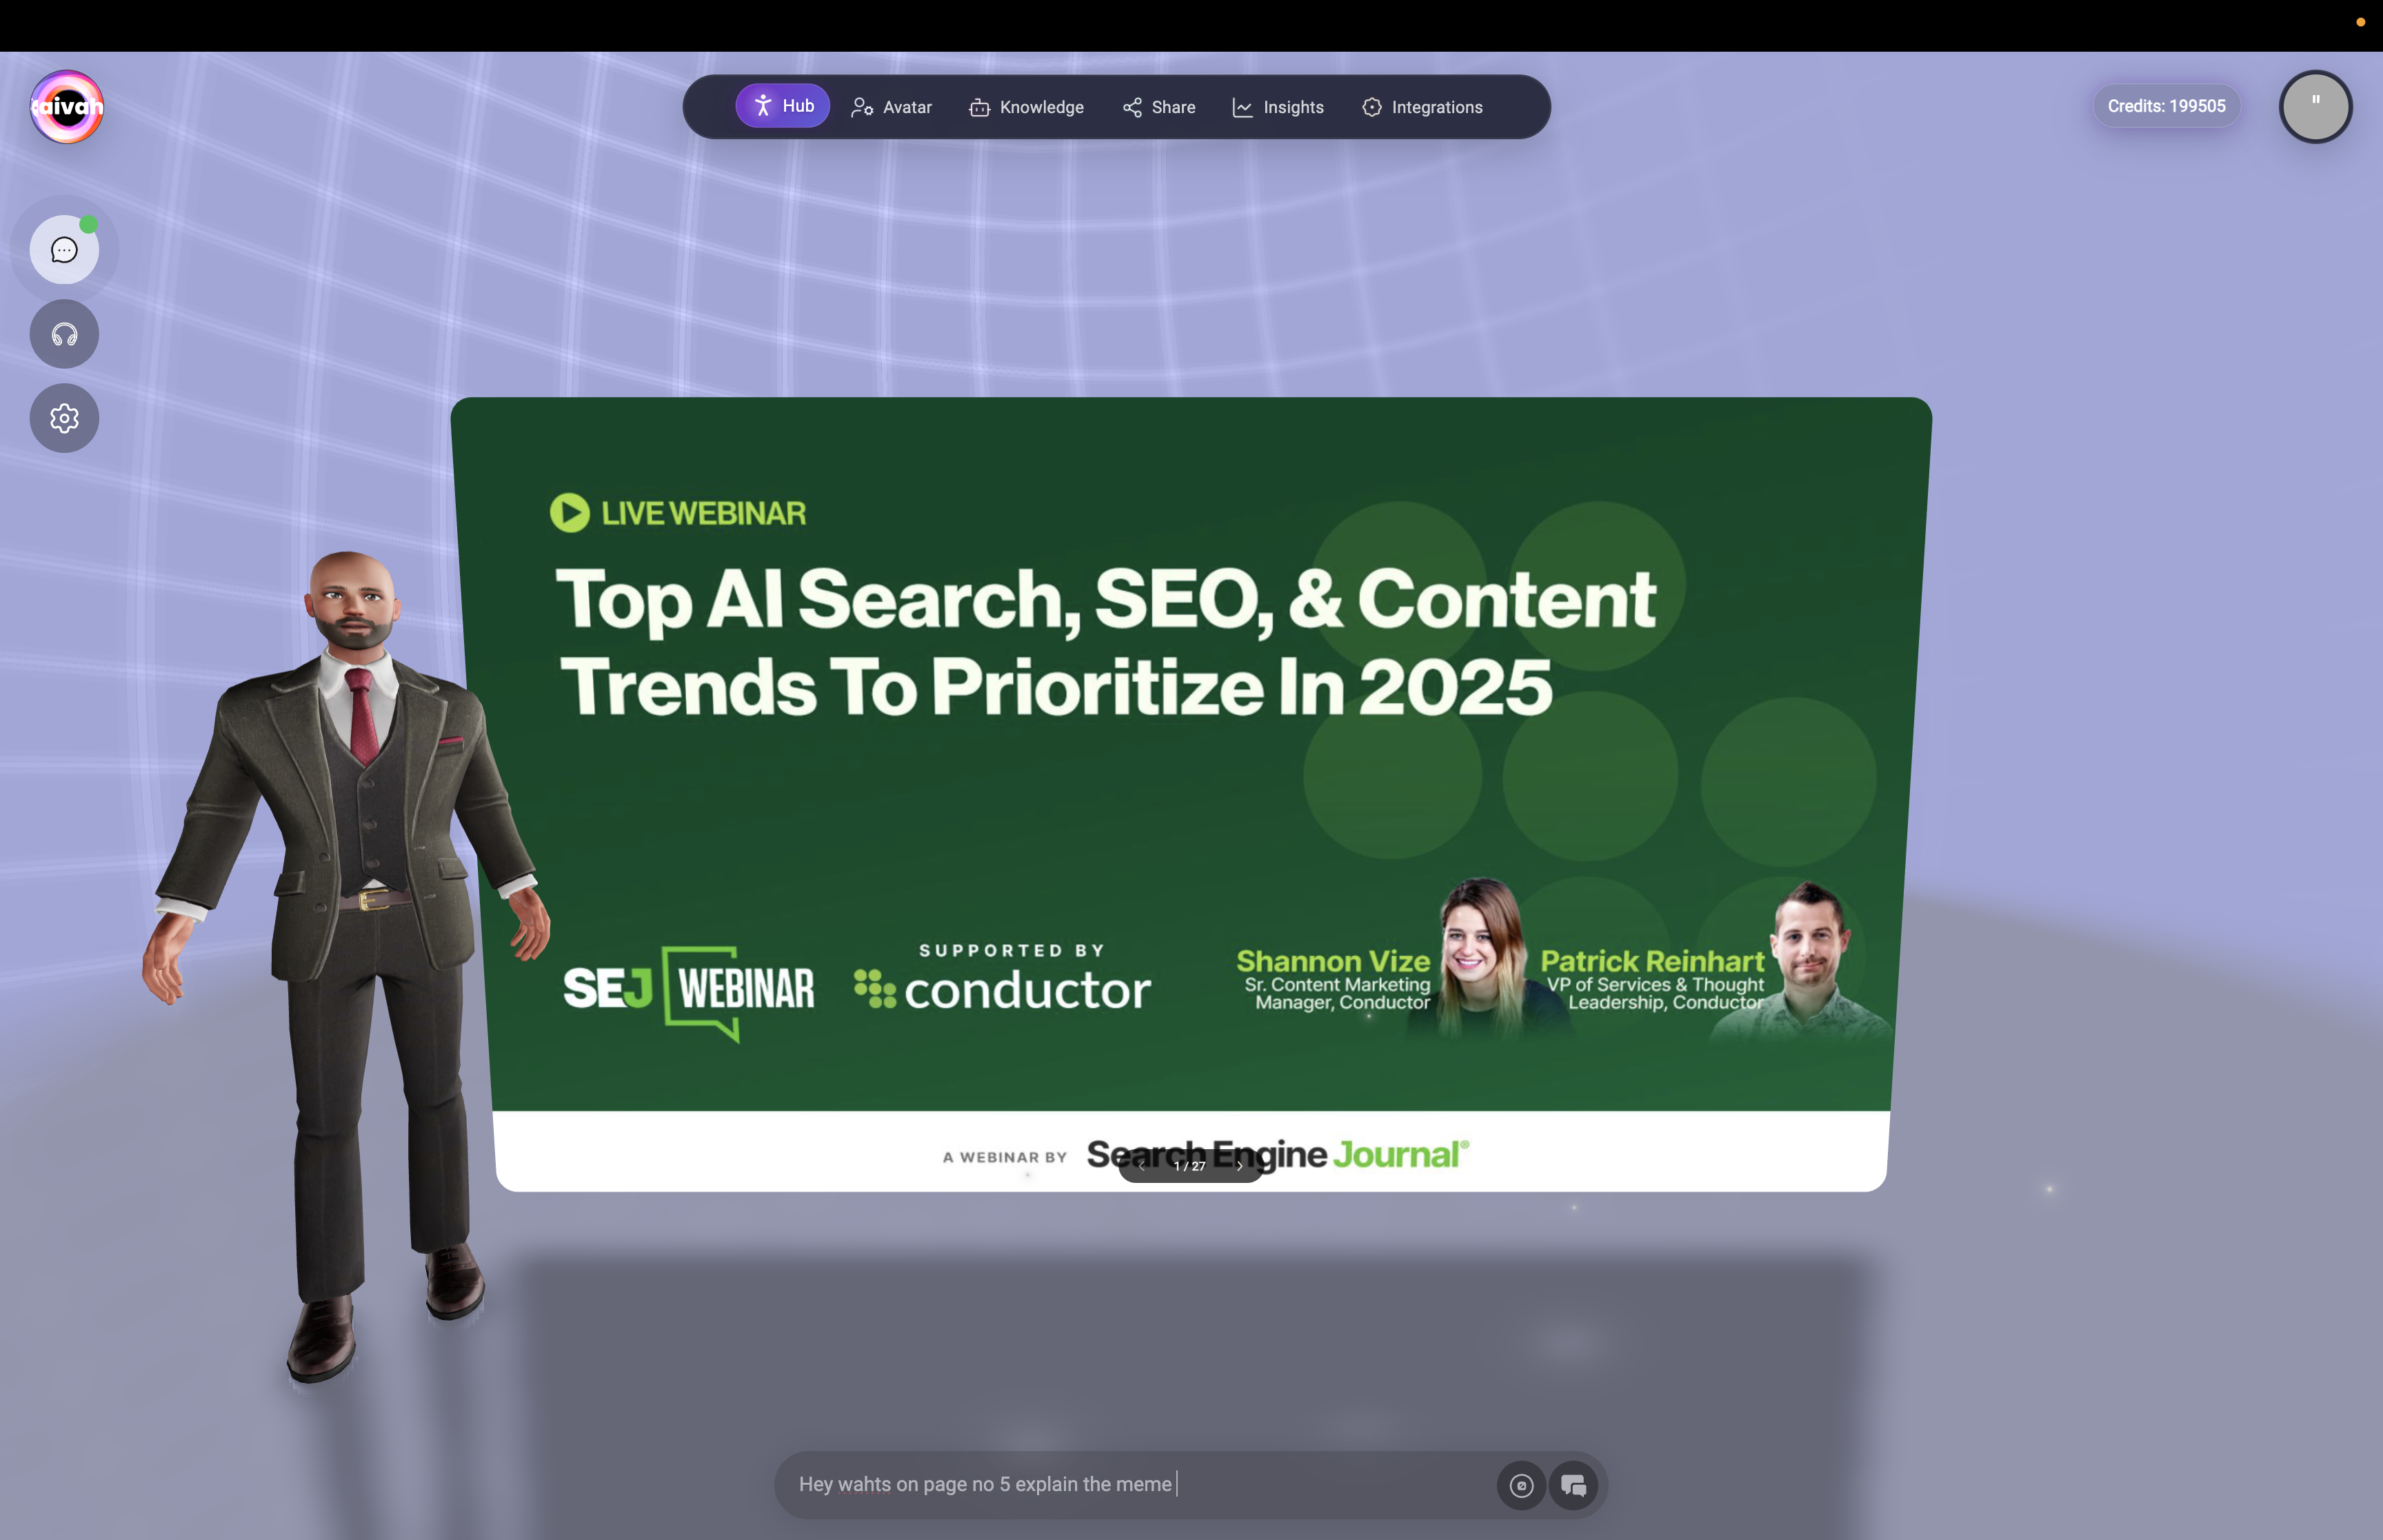 aivah
Hub
Avatar
Knowledge
Share
Insights
Integrations
Credits: 199505
"
LIVE WEBINAR
Top AI Search, SEO, & Content
Trends To Prioritize In 2025
SEJ WEBINAR
SUPPORTED BY
conductor
Shannon Vize
Sr. Content Marketing
Manager, Conductor
Patrick Reinhart
VP of Services & Thought
Leadership, Conductor
A WEBINAR BY
Search Engine Journal®
1 / 27
Hey wahts on page no 5 explain the meme